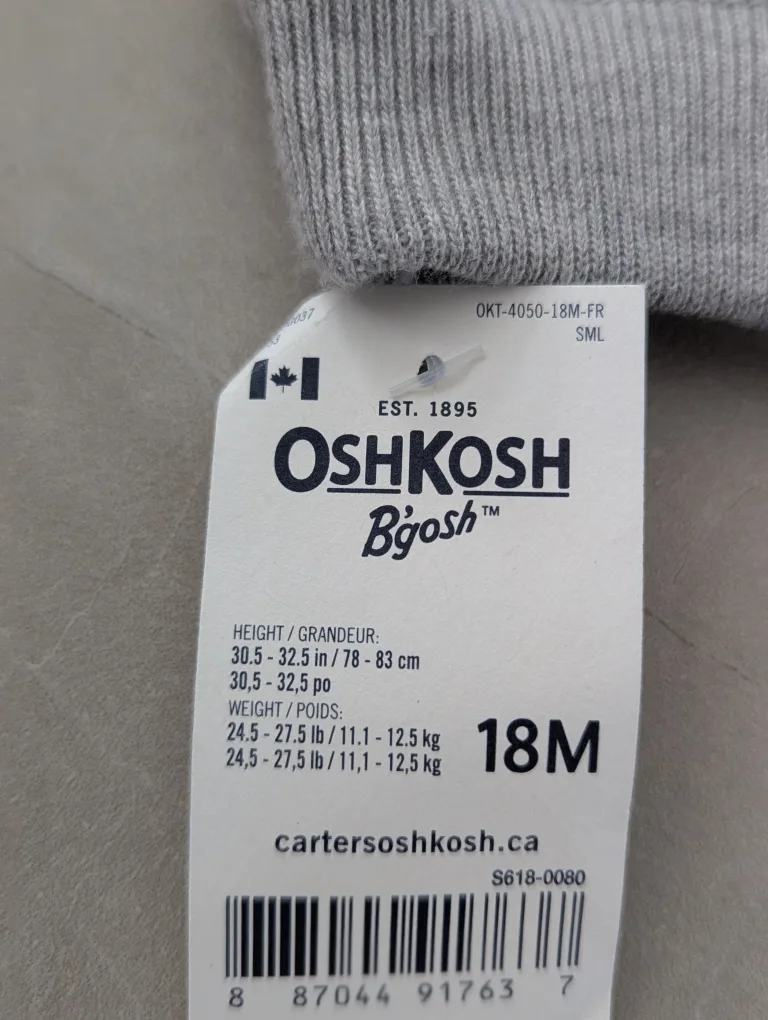 OKT-4050-18M-FR
SML
EST. 1895
OSHKOSH
B'gosh™
HEIGHT / GRANDEUR:
30.5 - 32.5 in / 78 - 83 cm
30,5 - 32,5 po
WEIGHT / POIDS:
24.5 - 27.5 lb / 11.1 - 12.5 kg
24,5 - 27,5 lb / 11,1 - 12,5 kg
18M
cartersoshkosh.ca
S618-0080
8 87044 91763 7